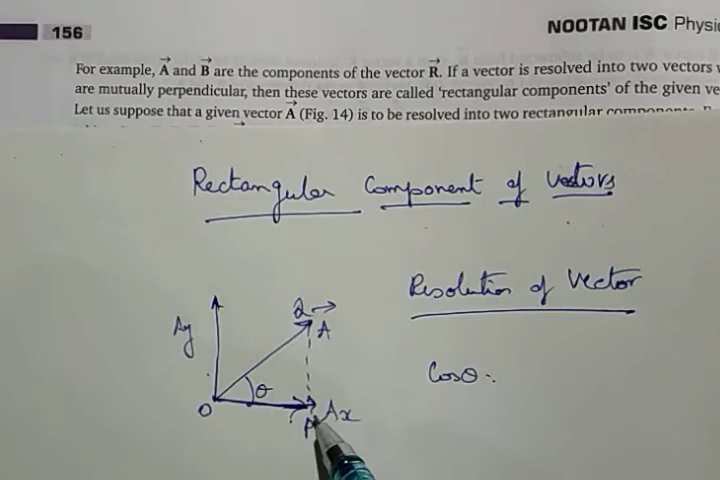 156
NOOTAN ISC Physi
For example, A⃗ and B⃗ are the components of the vector R⃗. If a vector is resolved into two vectors
are mutually perpendicular, then these vectors are called ‘rectangular components’ of the given ve
Let us suppose that a given vector A⃗ (Fig. 14) is to be resolved into two rectangular components.
Rectangular Component of Vectors
Resolution of Vector
Ay
A
θ
O
Ax
P
Cosθ